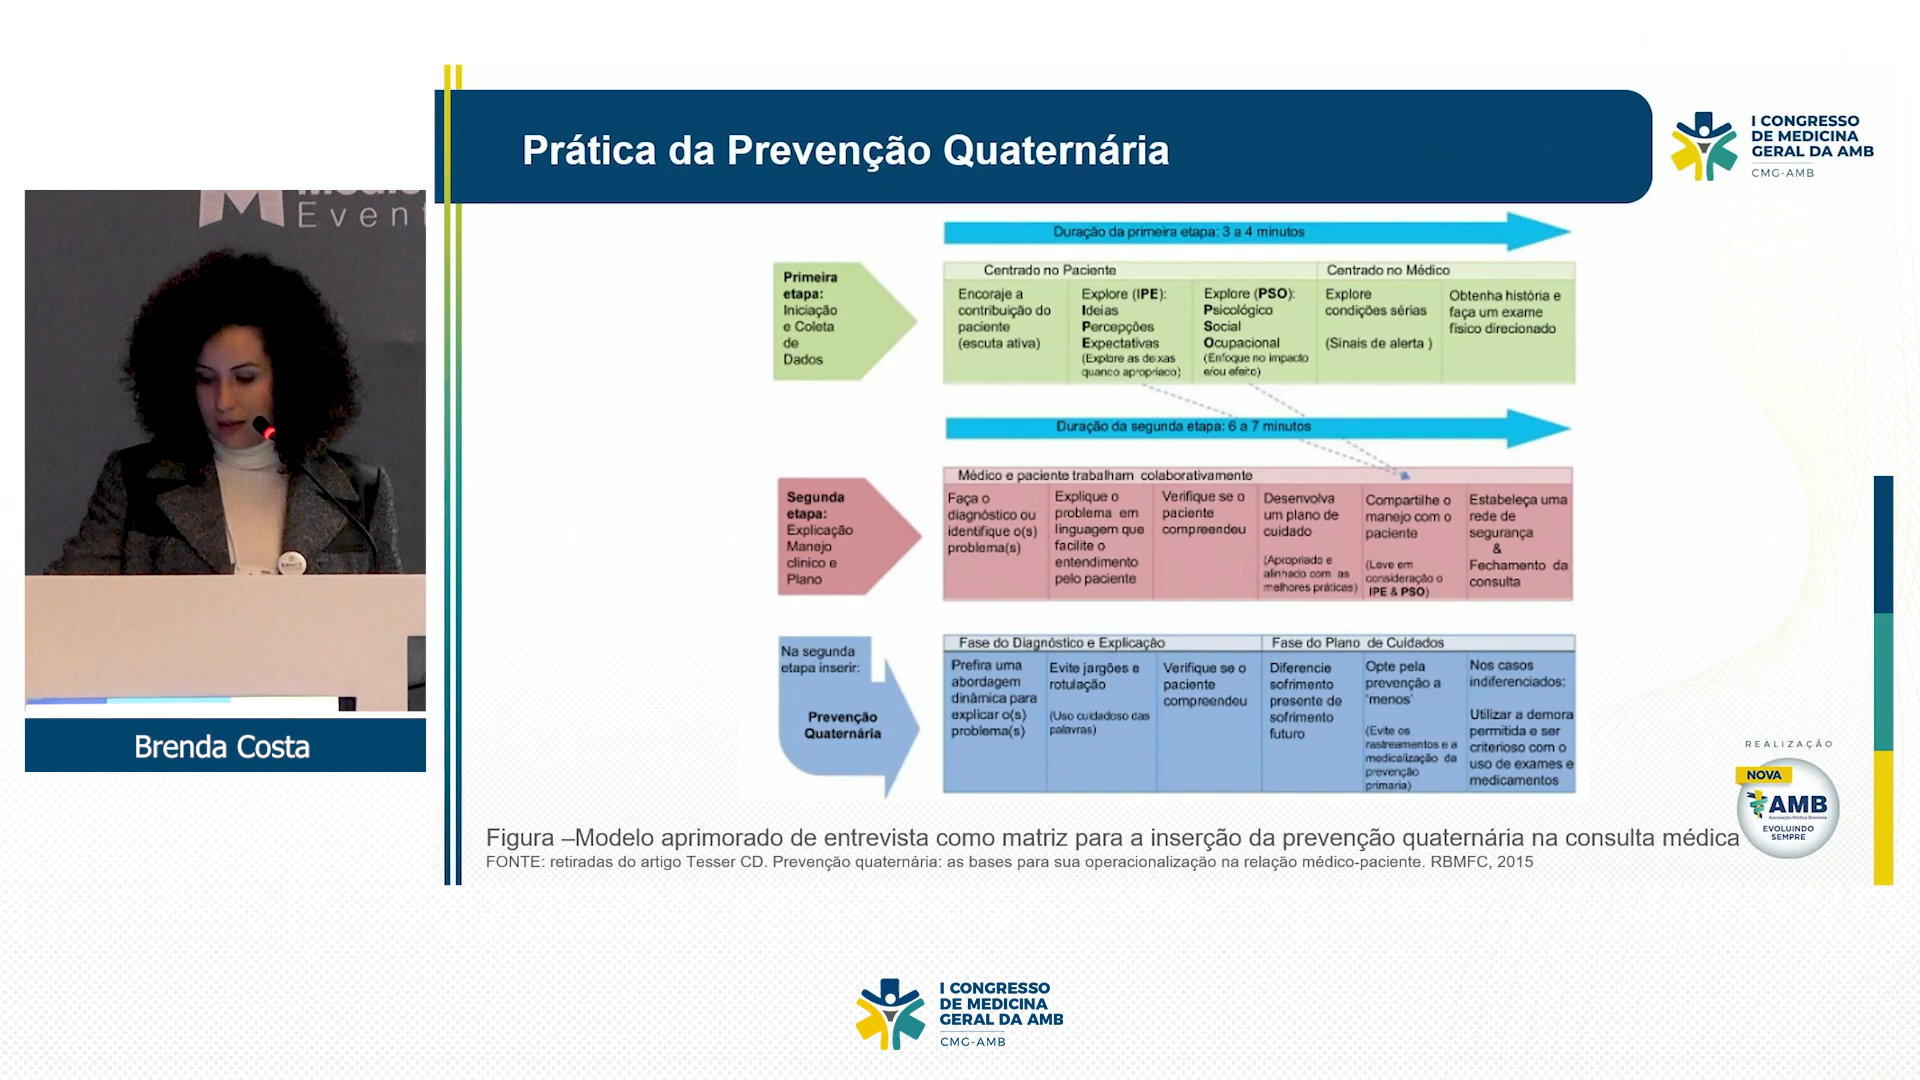 Prática da Prevenção Quaternária
I CONGRESSO
DE MEDICINA
GERAL DA AMB
CMG-AMB
Event
Brenda Costa
Duração da primeira etapa: 3 a 4 minutos
Primeira
etapa:
Iniciação
e Coleta
de
Dados
Centrado no Paciente
Centrado no Médico
Encoraje a
contribuição do
paciente
(escuta ativa)
Explore (IPE):
Ideias
Percepções
Expectativas
(Explore as deixas
quanco apropriaco)
Explore (PSO):
Psicológico
Social
Ocupacional
(Enfoque no impacto
e/ou efeito)
Explore
condições sérias
(Sinais de alerta )
Obtenha história e
faça um exame
físico direcionado
Duração da segunda etapa: 6 a 7 minutos
Segunda
etapa:
Explicação
Manejo
clinico e
Plano
Médico e paciente trabalham colaborativamente
Faça o
diagnóstico ou
identifique o(s)
problema(s)
Explique o
problema em
linguagem que
facilite o
entendimento
pelo paciente
Verifique se o
paciente
compreendeu
Desenvolva
um plano de
cuidado
(Apropriado e
alinhado com as
melhores práticas)
Compartilhe o
manejo com o
paciente
(Leve em
consideração o
IPE & PSO)
Estabeleça uma
rede de
segurança
&
Fechamento da
consulta
Na segunda
etapa inserir:
Prevenção
Quaternária
Fase do Diagnóstico e Explicação
Fase do Plano de Cuidados
Prefira uma
abordagem
dinâmica para
explicar o(s)
problema(s)
Evite jargões e
rotulação
(Uso cuidadoso das
palavras)
Verifique se o
paciente
compreendeu
Diferencie
sofrimento
presente de
sofrimento
futuro
Opte pela
prevenção a
'menos'
(Evite os
rastreamentos e a
medicalização da
prevenção
primaria)
Nos casos
indiferenciados:
Utilizar a demora
permitida e ser
criterioso com o
uso de exames e
medicamentos
REALIZAÇÃO
NOVA
AMB
Associação Médica Brasileira
EVOLUINDO
SEMPRE
Figura –Modelo aprimorado de entrevista como matriz para a inserção da prevenção quaternária na consulta médica
FONTE: retiradas do artigo Tesser CD. Prevenção quaternária: as bases para sua operacionalização na relação médico-paciente. RBMFC, 2015
I CONGRESSO
DE MEDICINA
GERAL DA AMB
CMG-AMB